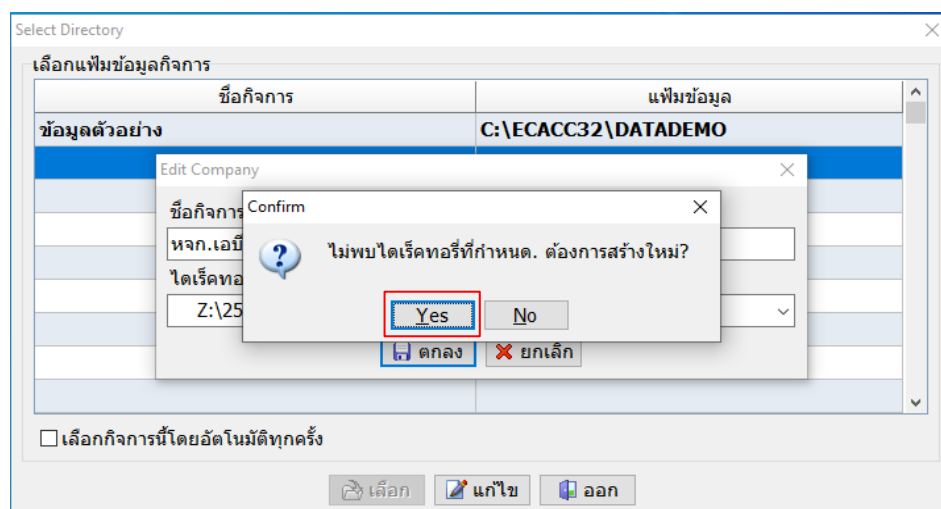 Select Directory
เลือกแฟ้มข้อมูลกิจการ
ชื่อกิจการ แฟ้มข้อมูล
ข้อมูลตัวอย่าง C:\ECACC32\DATADEMO
Edit Company
ชื่อกิจการ
Confirm
หจก.เอบี
ไม่พบไดเร็คทอรี่ที่กำหนด. ต้องการสร้างใหม่?
ไดเร็คทอ
Z:\25
Yes No
ตกลง ยกเลิก
เลือกกิจการนี้โดยอัตโนมัติทุกครั้ง
เลือก แก้ไข ออก